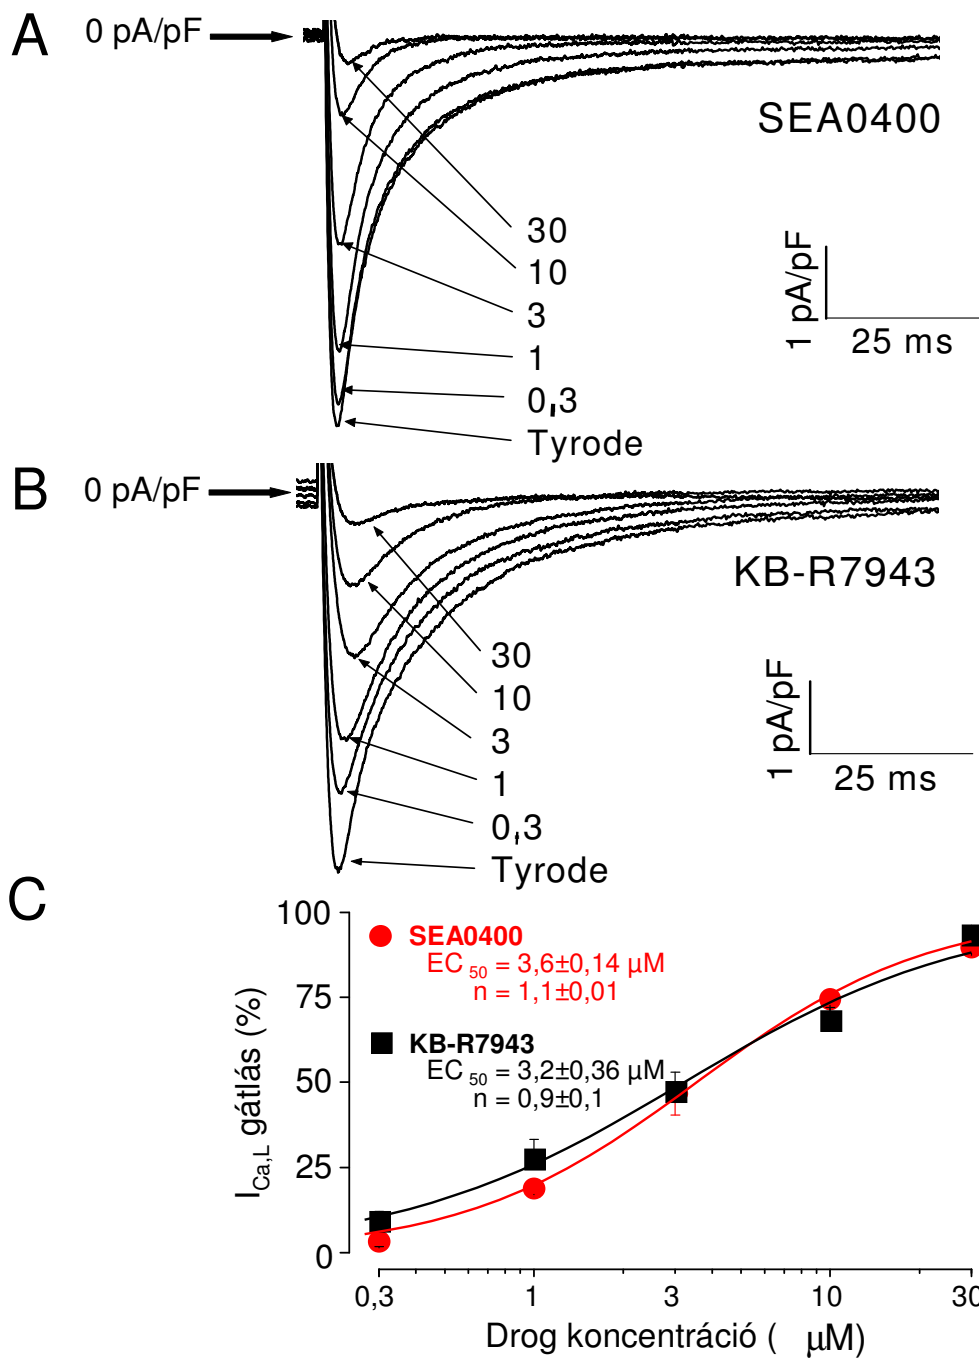 A
0 pA/pF
SEA0400
30
10
3
1
0,3
Tyrode
1 pA/pF
25 ms
B
0 pA/pF
KB-R7943
30
10
3
1
0,3
Tyrode
1 pA/pF
25 ms
C
I Ca,L gátlás (%)
100
75
50
25
0
SEA0400
EC 50 = 3,6±0,14 µM
n = 1,1±0,01
KB-R7943
EC 50 = 3,2±0,36 µM
n = 0,9±0,1
0,3 1 3 10 30
Drog koncentráció ( µM)